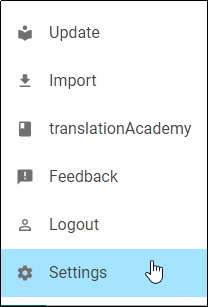 Update
Import
translationAcademy
Feedback
Logout
Settings